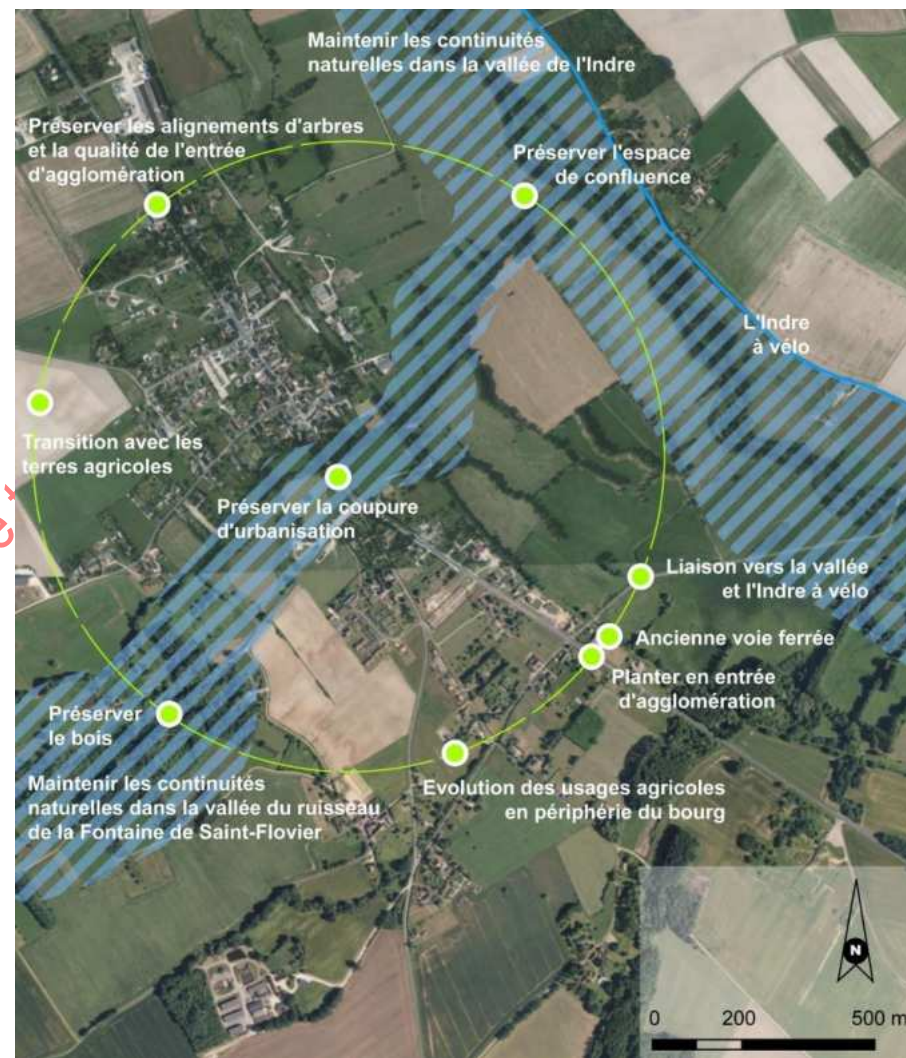 Maintenir les continuités
naturelles dans la vallée de l'Indre
Préserver les alignements d'arbres
et la qualité de l'entrée
d'agglomération
Préserver l'espace
de confluence
L'Indre
à vélo
Transition avec les
terres agricoles
Préserver la coupure
d'urbanisation
Liaison vers la vallée
et l'Indre à vélo
Ancienne voie ferrée
Planter en entrée
d'agglomération
Préserver
le bois
Maintenir les continuités
naturelles dans la vallée du ruisseau
de la Fontaine de Saint-Flovier
Evolution des usages agricoles
en périphérie du bourg
N
0 200 500 m